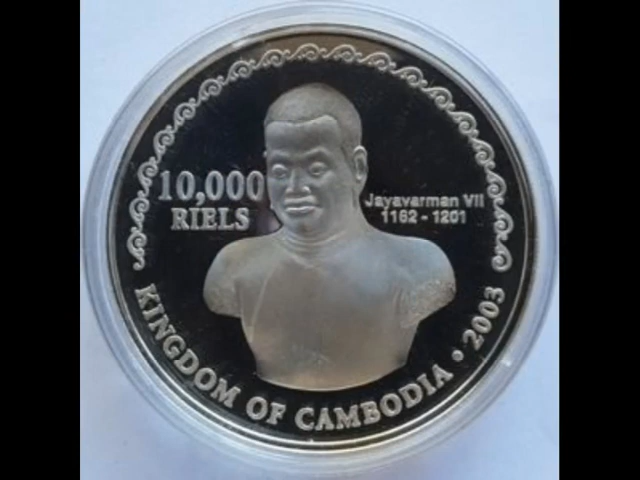 10,000
RIELS
Jayavarman VII
1162 - 1201
KINGDOM OF CAMBODIA • 2003